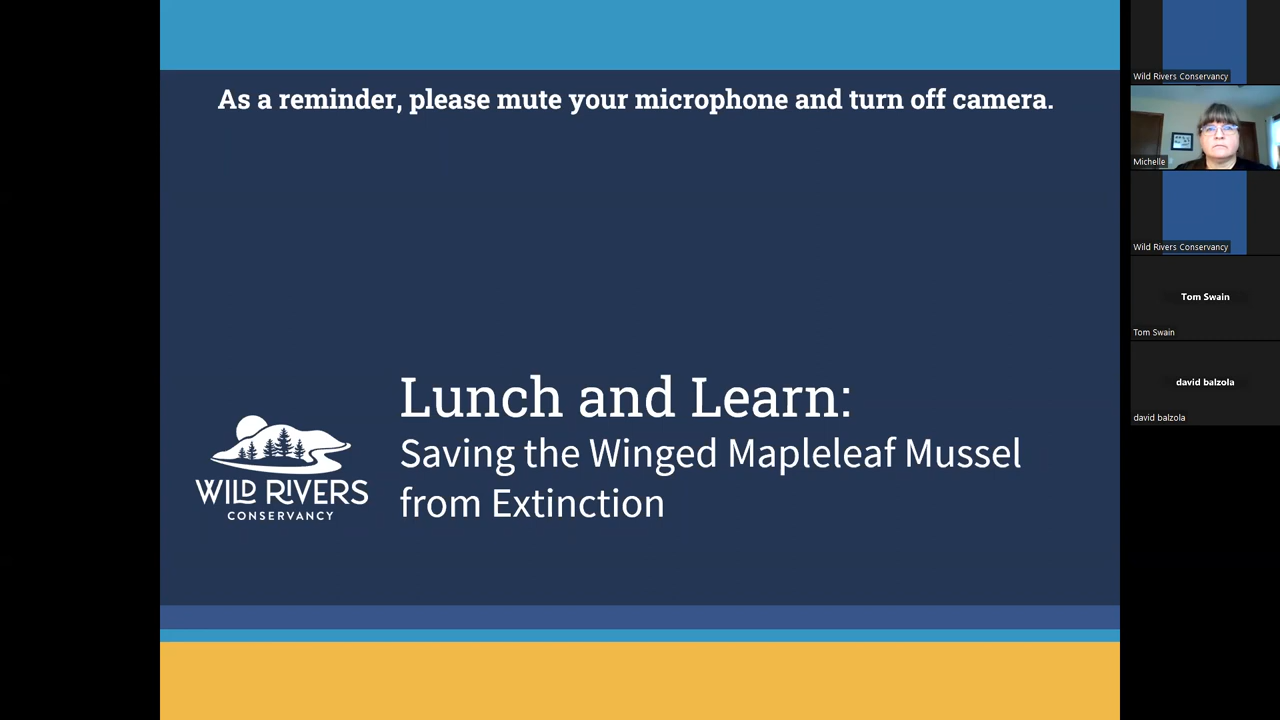 As a reminder, please mute your microphone and turn off camera.
Lunch and Learn:
Saving the Winged Mapleleaf Mussel
from Extinction
WILD RIVERS
CONSERVANCY
Wild Rivers Conservancy
Michelle
Wild Rivers Conservancy
Tom Swain
Tom Swain
david balzola
david balzola